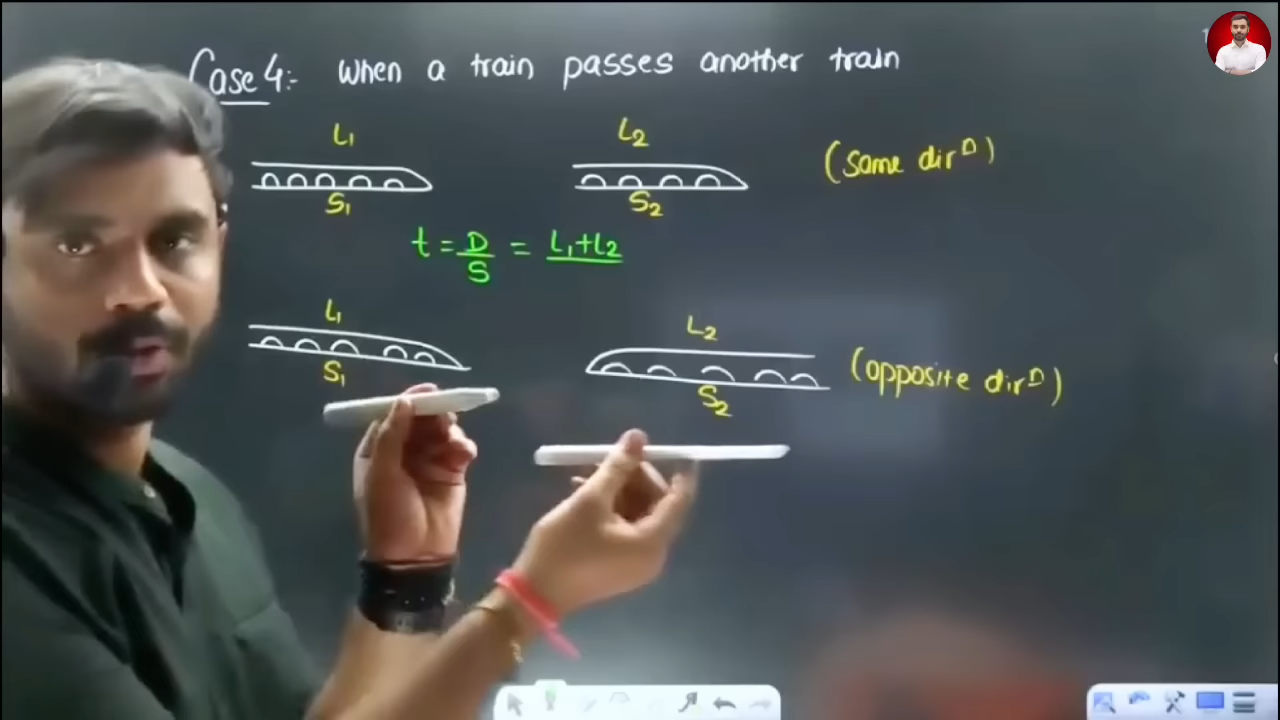 Case 4:- When a train passes another train
L₁ L₂ (same dirⁿ)
S₁ S₂
t = D/S = L₁+L₂
L₁ L₂
S₁ S₂ (opposite dirⁿ)